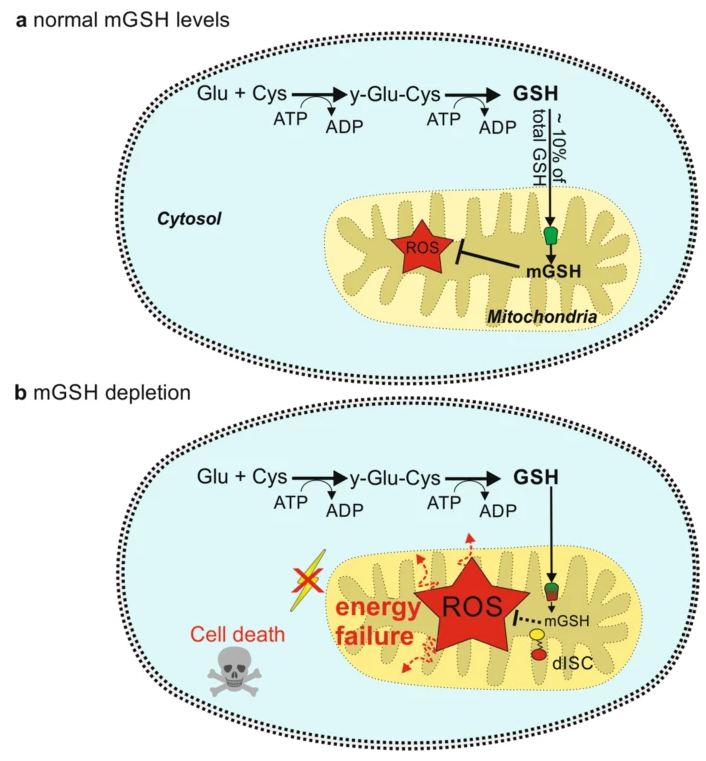 a normal mGSH levels
Glu + Cys y-Glu-Cys GSH
ATP ADP ATP ADP
~ 10% of
total GSH
Cytosol
ROS
mGSH
Mitochondria
b mGSH depletion
Glu + Cys y-Glu-Cys GSH
ATP ADP ATP ADP
ROS
energy
failure
mGSH
Cell death
dISC